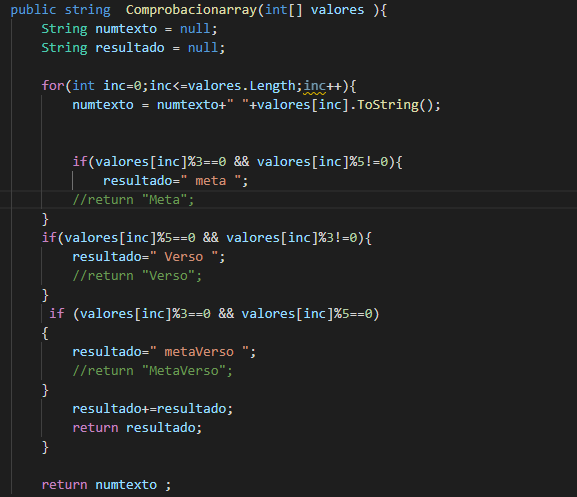 public string  Comprobacionarray(int[] valores ){
String numtexto = null;
String resultado = null;
for(int inc=0;inc<=valores.Length;inc++){
numtexto = numtexto+" "+valores[inc].ToString();
if(valores[inc]%3==0 && valores[inc]%5!=0){
resultado=" meta ";
//return "Meta";
}
if(valores[inc]%5==0 && valores[inc]%3!=0){
resultado=" Verso ";
//return "Verso";
}
if (valores[inc]%3==0 && valores[inc]%5==0)
{
resultado=" metaVerso ";
//return "MetaVerso";
}
resultado+=resultado;
return resultado;
}
return numtexto ;